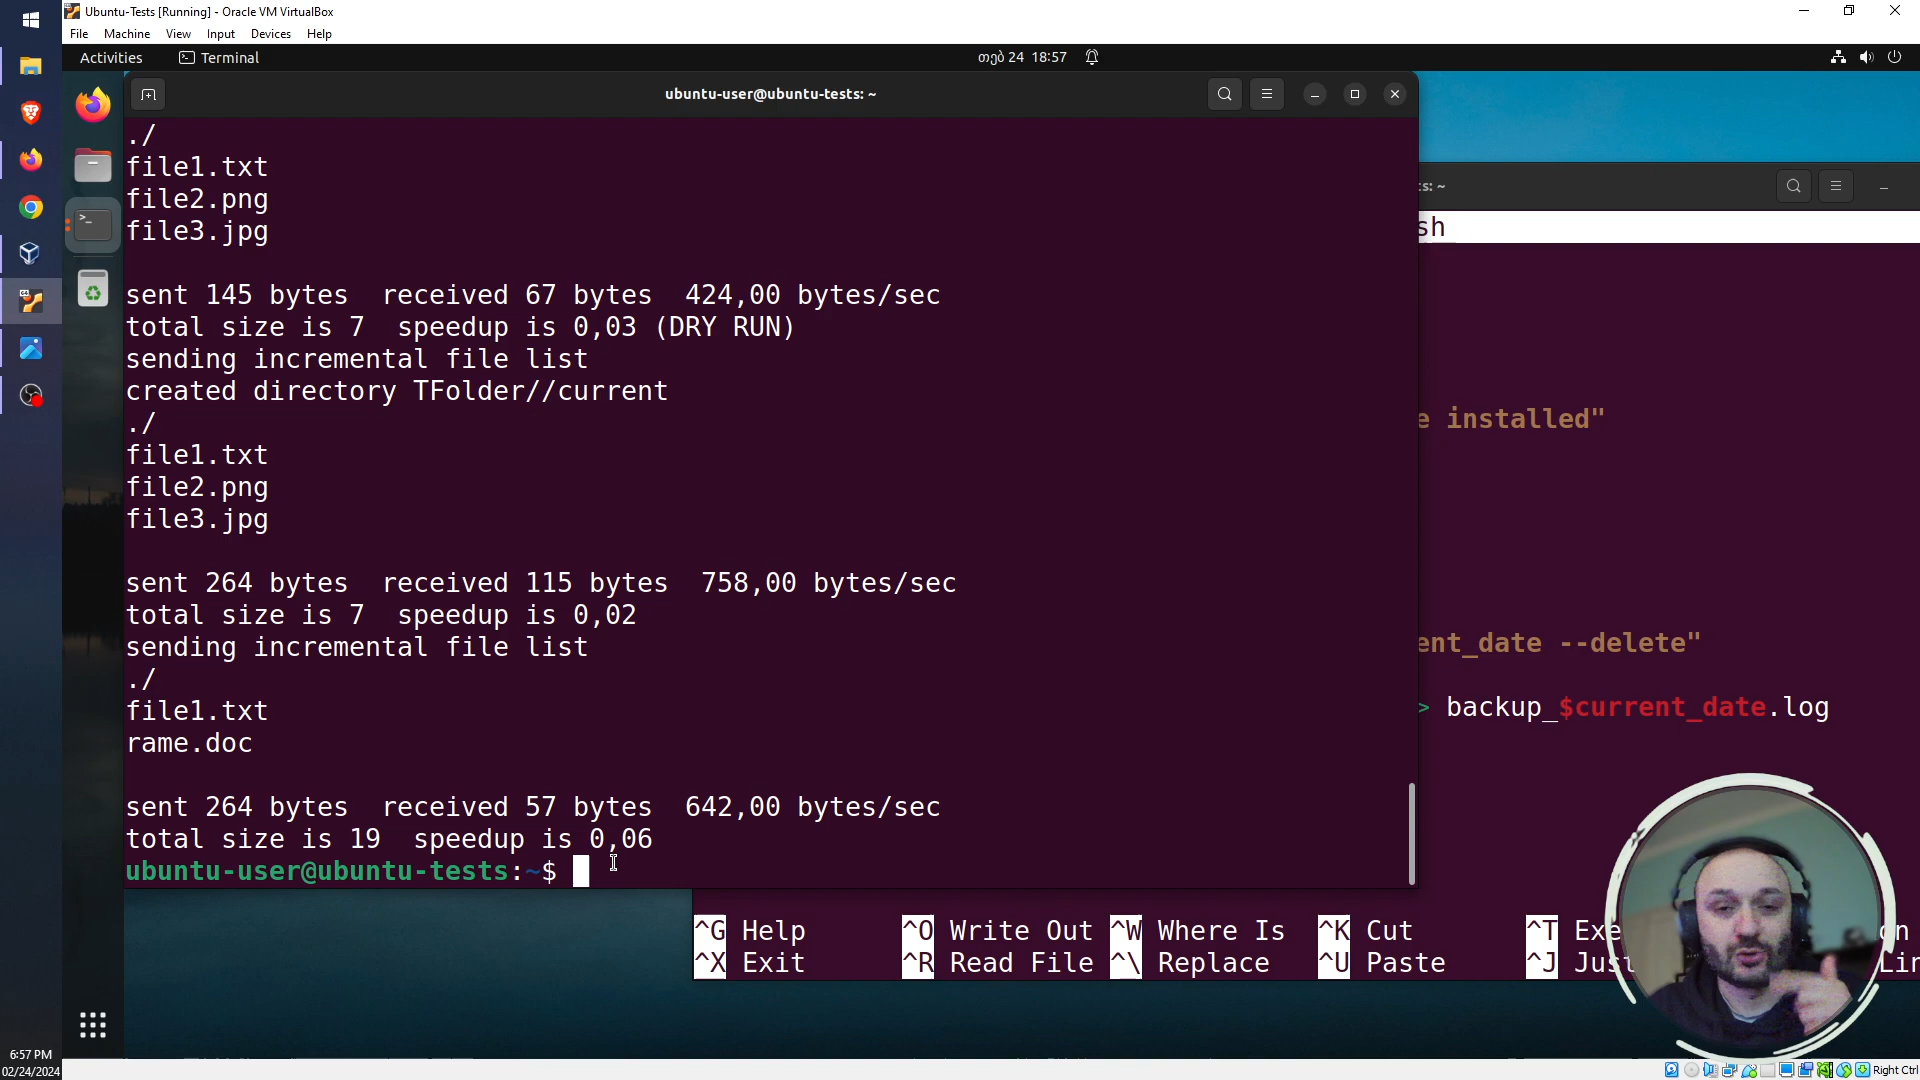 Ubuntu-Tests [Running] - Oracle VM VirtualBox
File Machine View Input Devices Help
Activities Terminal თებ 24 18:57
ubuntu-user@ubuntu-tests: ~
./
file1.txt
file2.png
file3.jpg
sent 145 bytes  received 67 bytes  424,00 bytes/sec
total size is 7  speedup is 0,03 (DRY RUN)
sending incremental file list
created directory TFolder//current
./
file1.txt
file2.png
file3.jpg
sent 264 bytes  received 115 bytes  758,00 bytes/sec
total size is 7  speedup is 0,02
sending incremental file list
./
file1.txt
rame.doc
sent 264 bytes  received 57 bytes  642,00 bytes/sec
total size is 19  speedup is 0,06
ubuntu-user@ubuntu-tests:~$
ts: ~
sh
e installed"
ent_date --delete"
> backup_$current_date.log
^G Help ^O Write Out ^W Where Is ^K Cut ^T Exe
^X Exit ^R Read File ^\ Replace ^U Paste ^J Jus
6:57 PM
02/24/2024
Right Ctrl